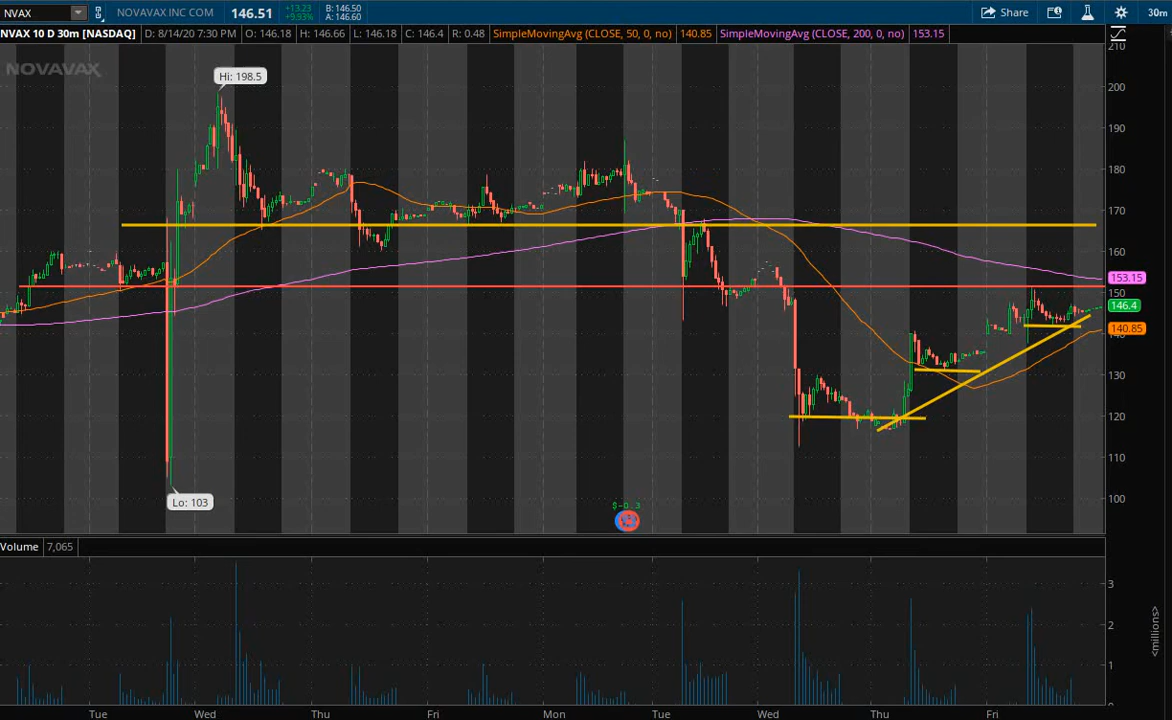 NVAX NOVAVAX INC COM 146.51 +13.23 +9.93% B: 146.50 A: 146.60 Share 30m
NVAX 10 D 30m [NASDAQ] D: 8/14/20 7:30 PM O: 146.18 H: 146.66 L: 146.18 C: 146.4 R: 0.48 SimpleMovingAvg (CLOSE, 50, 0, no) 140.85 SimpleMovingAvg (CLOSE, 200, 0, no) 153.15
NOVAVAX
Hi: 198.5
210
200
190
180
170
160
153.15
150
146.4
140.85
140
130
120
110
100
Lo: 103
$-0.3
Volume 7,065
3
2
1
<millions>
0
Tue Wed Thu Fri Mon Tue Wed Thu Fri